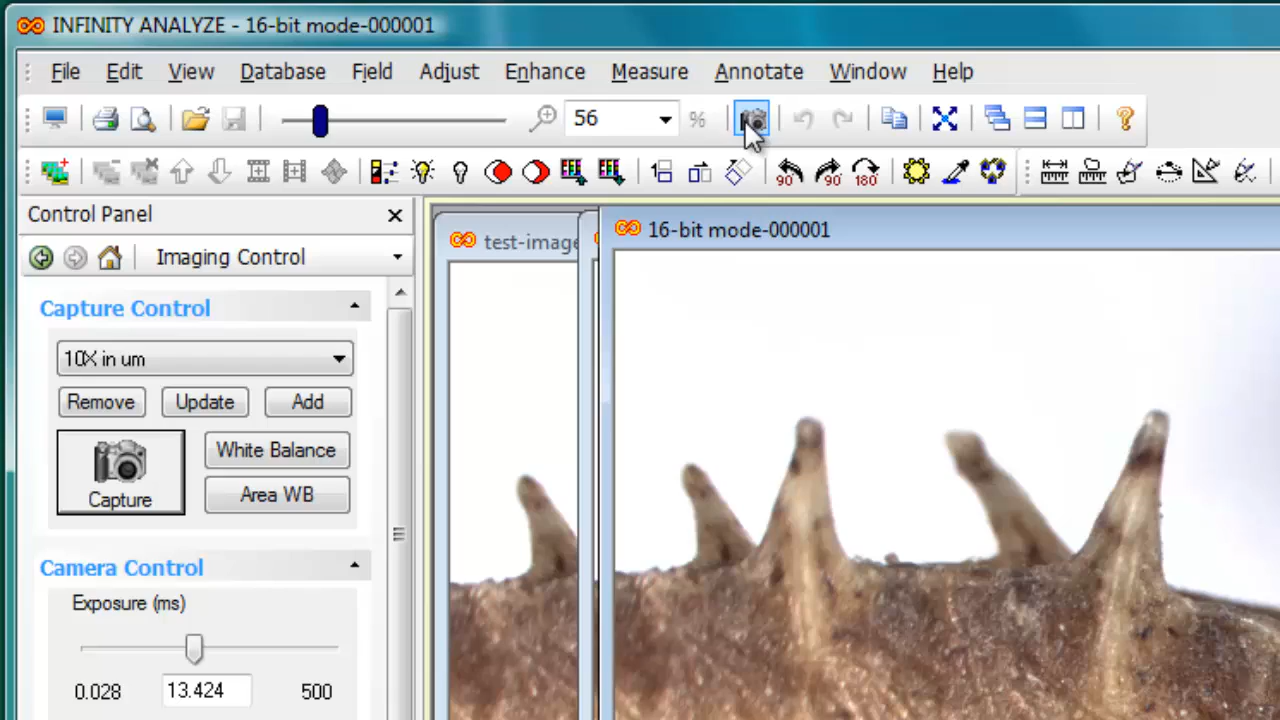 INFINITY ANALYZE - 16-bit mode-000001
File Edit View Database Field Adjust Enhance Measure Annotate Window Help
56 %
90° 90° 180°
Control Panel
Imaging Control
Capture Control
10X in um
Remove Update Add
Capture
White Balance
Area WB
Camera Control
Exposure (ms)
0.028 13.424 500
test-image
16-bit mode-000001